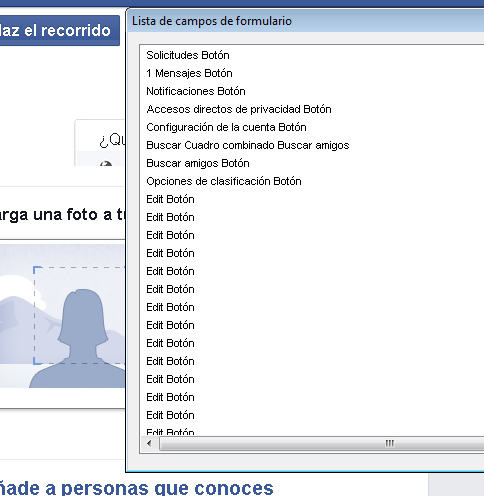 laz el recorrido
Lista de campos de formulario
Solicitudes Botón
1 Mensajes Botón
Notificaciones Botón
Accesos directos de privacidad Botón
Configuración de la cuenta Botón
Buscar Cuadro combinado Buscar amigos
Buscar amigos Botón
Opciones de clasificación Botón
Edit Botón
Edit Botón
Edit Botón
Edit Botón
Edit Botón
Edit Botón
Edit Botón
Edit Botón
Edit Botón
Edit Botón
Edit Botón
Edit Botón
Edit Botón
Edit Botón
¿Qu
arga una foto a tu
ñade a personas que conoces